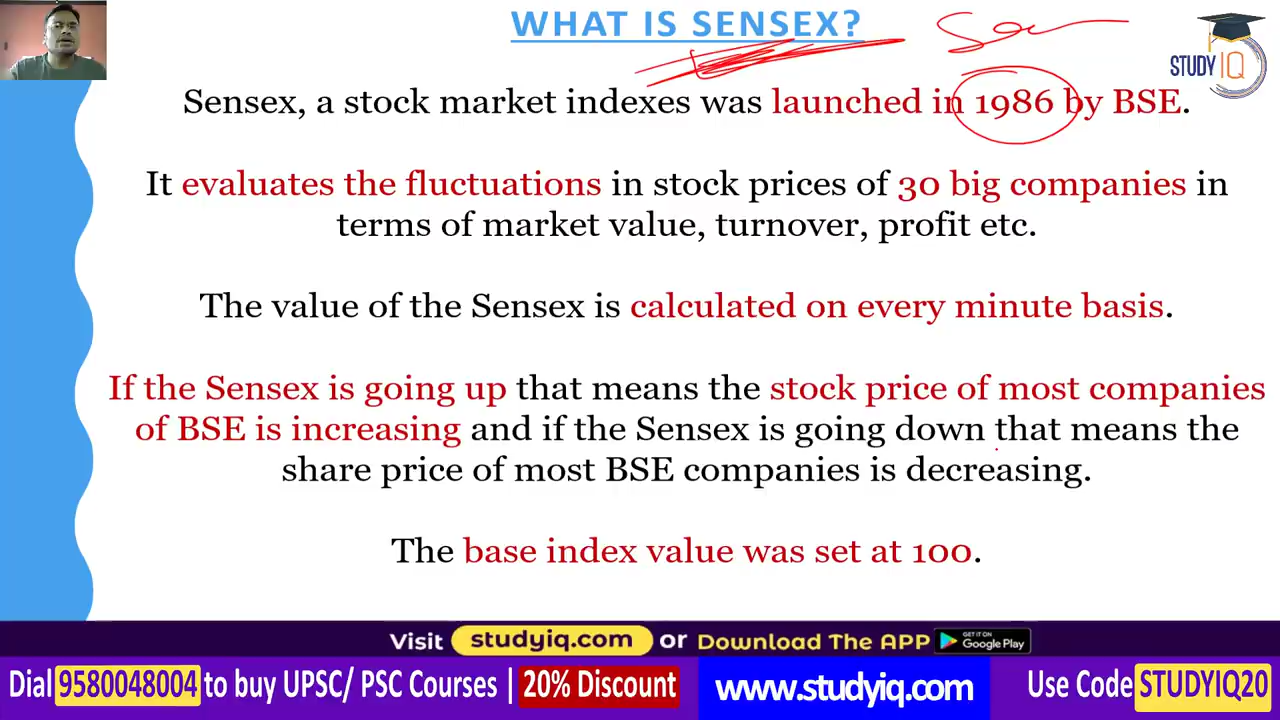 WHAT IS SENSEX?
STUDY IQ
Sensex, a stock market indexes was launched in 1986 by BSE.
It evaluates the fluctuations in stock prices of 30 big companies in
terms of market value, turnover, profit etc.
The value of the Sensex is calculated on every minute basis.
If the Sensex is going up that means the stock price of most companies
of BSE is increasing and if the Sensex is going down that means the
share price of most BSE companies is decreasing.
The base index value was set at 100.
Visit studyiq.com or Download The APP GET IT ON Google Play
Dial 9580048004 to buy UPSC/ PSC Courses | 20% Discount www.studyiq.com Use Code STUDYIQ20